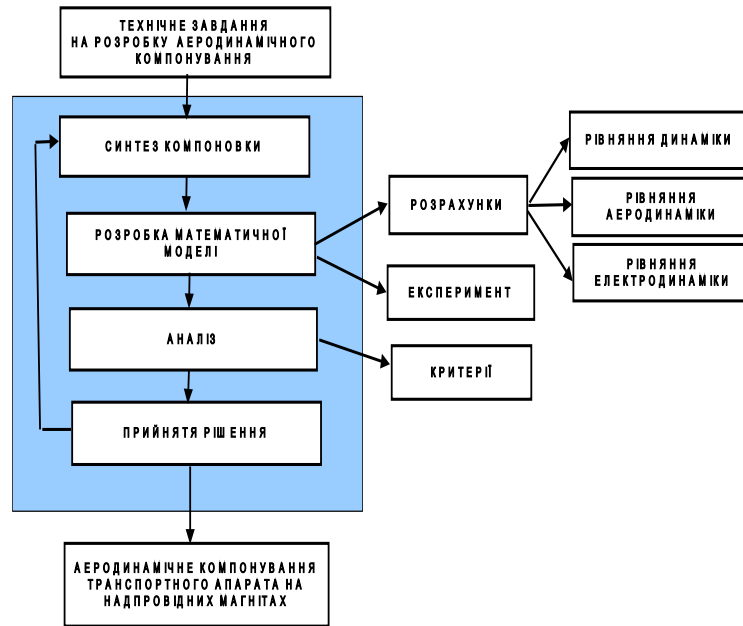 ТЕХНІЧНЕ ЗАВДАННЯ
НА РОЗРОБКУ АЕРОДИНАМІЧНОГО
КОМПОНУВАННЯ
СИНТЕЗ КОМПОНОВКИ
РОЗРОБКА МАТЕМАТИЧНОЇ
МОДЕЛІ
АНАЛІЗ
ПРИЙНЯТЯ РІШЕННЯ
АЕРОДИНАМІЧНЕ КОМПОНУВАННЯ
ТРАНСПОРТНОГО АПАРАТА НА
НАДПРОВІДНИХ МАГНІТАХ
РОЗРАХУНКИ
ЕКСПЕРИМЕНТ
КРИТЕРІЇ
РІВНЯННЯ ДИНАМІКИ
РІВНЯННЯ
АЕРОДИНАМІКИ
РІВНЯННЯ
ЕЛЕКТРОДИНАМІКИ